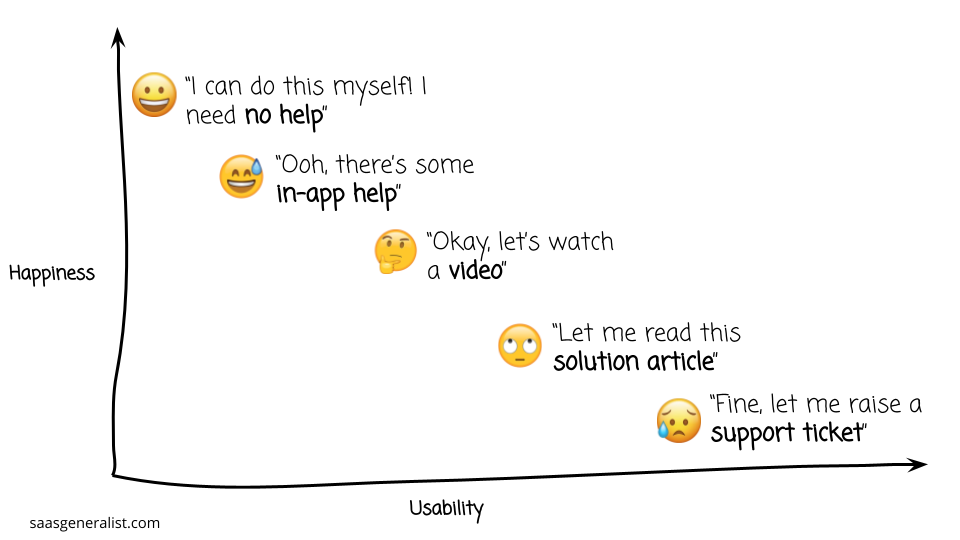 "I can do this myself! I
need no help"
"Ooh, there's some
in-app help"
"Okay, let's watch
a video"
Happiness
"Let me read this
solution article"
"Fine, let me raise a
support ticket"
Usability
saasgeneralist.com